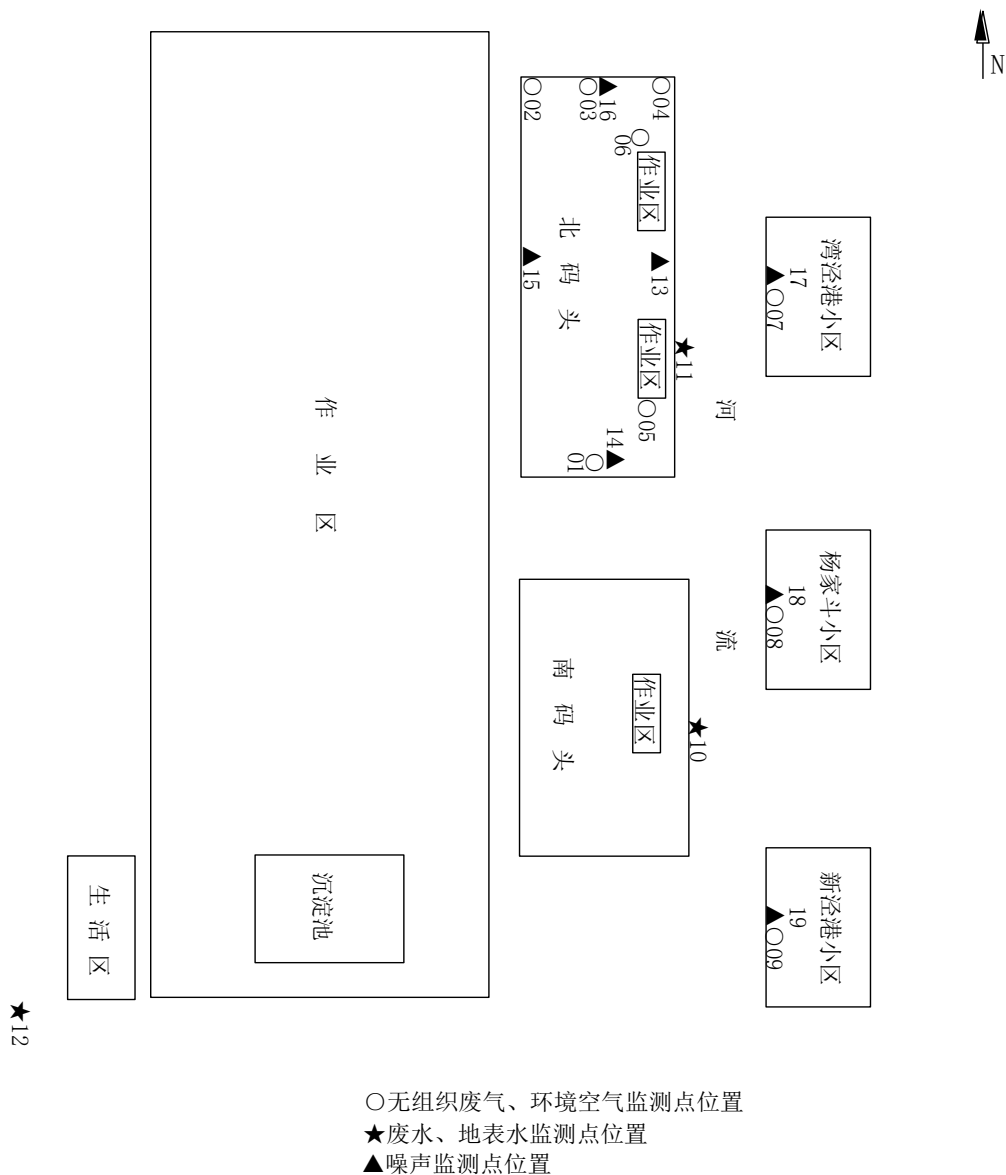 N
○02
○03
▲16
○04
○06
作业区
北码头
▲15
▲13
作业区
★11
○05
14▲
○01
湾泾港小区
17
▲○07
河
作业区
杨家斗小区
18
▲○08
流
南码头
作业区
★10
新泾港小区
19
▲○09
沉淀池
生活区
★12
○无组织废气、环境空气监测点位置
★废水、地表水监测点位置
▲噪声监测点位置